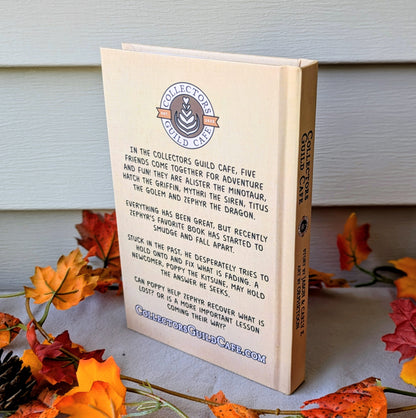 COLLECTORS
GUILD CAFE
IN THE COLLECTORS GUILD CAFE, FIVE
FRIENDS COME TOGETHER FOR ADVENTURE
AND FUN! THEY ARE ALISTER THE MINOTAUR,
HATCH THE GRIFFIN, MYTHRI THE SIREN, TITUS
THE GOLEM AND ZEPHYR THE DRAGON.
EVERYTHING HAS BEEN GREAT, BUT RECENTLY
ZEPHYR'S FAVORITE BOOK HAS STARTED TO
SMUDGE AND FALL APART.
STUCK IN THE PAST, HE DESPERATELY TRIES TO
HOLD ONTO AND FIX WHAT IS FADING. A
NEWCOMER, POPPY THE KITSUNE, MAY HOLD
THE ANSWER HE SEEKS.
CAN POPPY HELP ZEPHYR RECOVER WHAT IS
LOST? OR IS A MORE IMPORTANT LESSON
COMING THEIR WAY?
COLLECTORSGUILDCAFE.COM
COLLECTORS
GUILD CAFE